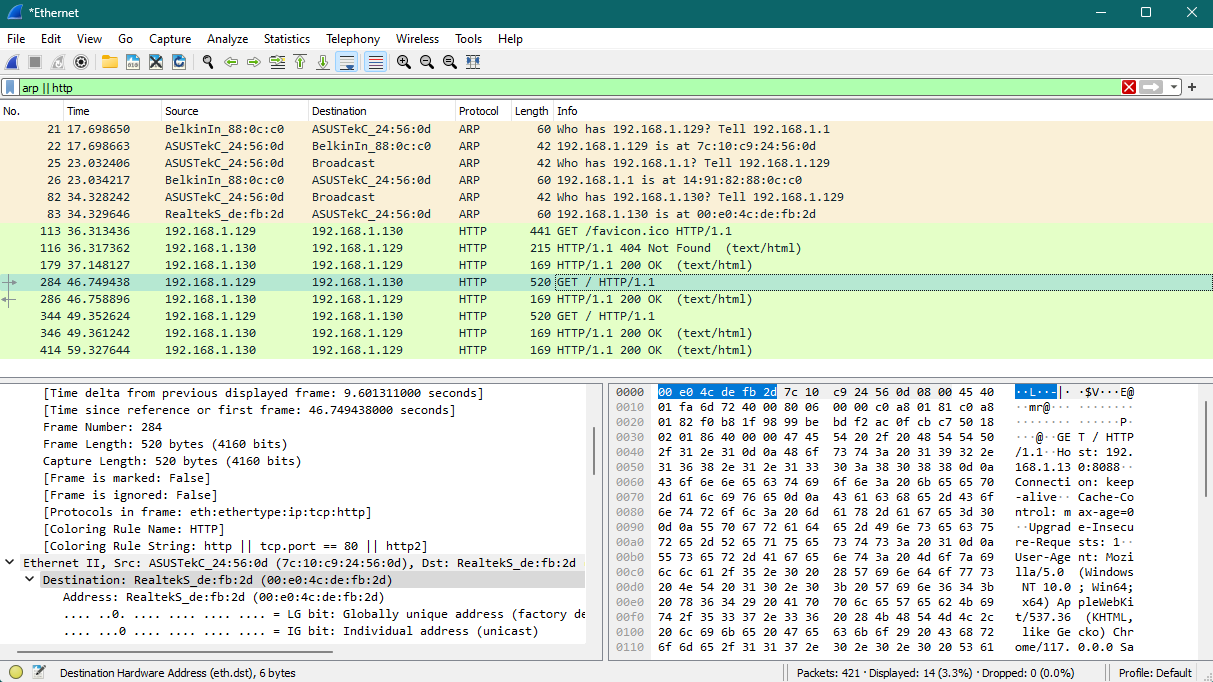 *Ethernet
File Edit View Go Capture Analyze Statistics Telephony Wireless Tools Help
arp || http
No. Time Source Destination Protocol Length Info
21 17.698650 BelkinIn_88:0c:c0 ASUSTekC_24:56:0d ARP 60 Who has 192.168.1.129? Tell 192.168.1.1
22 17.698663 ASUSTekC_24:56:0d BelkinIn_88:0c:c0 ARP 42 192.168.1.129 is at 7c:10:c9:24:56:0d
25 23.032406 ASUSTekC_24:56:0d Broadcast ARP 42 Who has 192.168.1.1? Tell 192.168.1.129
26 23.034217 BelkinIn_88:0c:c0 ASUSTekC_24:56:0d ARP 60 192.168.1.1 is at 14:91:82:88:0c:c0
82 34.328242 ASUSTekC_24:56:0d Broadcast ARP 42 Who has 192.168.1.130? Tell 192.168.1.129
83 34.329646 RealtekS_de:fb:2d ASUSTekC_24:56:0d ARP 60 192.168.1.130 is at 00:e0:4c:de:fb:2d
113 36.313436 192.168.1.129 192.168.1.130 HTTP 441 GET /favicon.ico HTTP/1.1
116 36.317362 192.168.1.130 192.168.1.129 HTTP 215 HTTP/1.1 404 Not Found (text/html)
179 37.148127 192.168.1.130 192.168.1.129 HTTP 169 HTTP/1.1 200 OK (text/html)
284 46.749438 192.168.1.129 192.168.1.130 HTTP 520 GET / HTTP/1.1
286 46.758896 192.168.1.130 192.168.1.129 HTTP 169 HTTP/1.1 200 OK (text/html)
344 49.352624 192.168.1.129 192.168.1.130 HTTP 520 GET / HTTP/1.1
346 49.361242 192.168.1.130 192.168.1.129 HTTP 169 HTTP/1.1 200 OK (text/html)
414 59.327644 192.168.1.130 192.168.1.129 HTTP 169 HTTP/1.1 200 OK (text/html)
[Time delta from previous displayed frame: 9.601311000 seconds]
[Time since reference or first frame: 46.749438000 seconds]
Frame Number: 284
Frame Length: 520 bytes (4160 bits)
Capture Length: 520 bytes (4160 bits)
[Frame is marked: False]
[Frame is ignored: False]
[Protocols in frame: eth:ethertype:ip:tcp:http]
[Coloring Rule Name: HTTP]
[Coloring Rule String: http || tcp.port == 80 || http2]
Ethernet II, Src: ASUSTekC_24:56:0d (7c:10:c9:24:56:0d), Dst: RealtekS_de:fb:2d
Destination: RealtekS_de:fb:2d (00:e0:4c:de:fb:2d)
Address: RealtekS_de:fb:2d (00:e0:4c:de:fb:2d)
.... ..0. .... .... .... .... = LG bit: Globally unique address (factory de
.... ...0 .... .... .... .... = IG bit: Individual address (unicast)
0000 00 e0 4c de fb 2d 7c 10 c9 24 56 0d 08 00 45 40 ··L··-|· ·$V···E@
0010 01 fa 6d 72 40 00 80 06 00 00 c0 a8 01 81 c0 a8 ··mr@··· ········
0020 01 82 f0 b8 1f 98 99 be bd f2 ac 0f cb c7 50 18 ········ ······P·
0030 02 01 86 40 00 00 47 45 54 20 2f 20 48 54 54 50 ···@··GE T / HTTP
0040 2f 31 2e 31 0d 0a 48 6f 73 74 3a 20 31 39 32 2e /1.1··Ho st: 192.
0050 31 36 38 2e 31 2e 31 33 30 3a 38 30 38 38 0d 0a 168.1.13 0:8088··
0060 43 6f 6e 6e 65 63 74 69 6f 6e 3a 20 6b 65 65 70 Connecti on: keep
0070 2d 61 6c 69 76 65 0d 0a 43 61 63 68 65 2d 43 6f -alive·· Cache-Co
0080 6e 74 72 6f 6c 3a 20 6d 61 78 2d 61 67 65 3d 30 ntrol: m ax-age=0
0090 0d 0a 55 70 67 72 61 64 65 2d 49 6e 73 65 63 75 ··Upgrad e-Insecu
00a0 72 65 2d 52 65 71 75 65 73 74 73 3a 20 31 0d 0a re-Reque sts: 1··
00b0 55 73 65 72 2d 41 67 65 6e 74 3a 20 4d 6f 7a 69 User-Age nt: Mozi
00c0 6c 6c 61 2f 35 2e 30 20 28 57 69 6e 64 6f 77 73 lla/5.0 (Windows
00d0 20 4e 54 20 31 30 2e 30 3b 20 57 69 6e 36 34 3b NT 10.0 ; Win64;
00e0 20 78 36 34 29 20 41 70 70 6c 65 57 65 62 4b 69 x64) Ap pleWebKi
00f0 74 2f 35 33 37 2e 33 36 20 28 4b 48 54 4d 4c 2c t/537.36 (KHTML,
0100 20 6c 69 6b 65 20 47 65 63 6b 6f 29 20 43 68 72 like Ge cko) Chr
0110 6f 6d 65 2f 31 31 37 2e 30 2e 30 2e 30 20 53 61 ome/117. 0.0.0 Sa
Destination Hardware Address (eth.dst), 6 bytes Packets: 421 · Displayed: 14 (3.3%) · Dropped: 0 (0.0%) Profile: Default